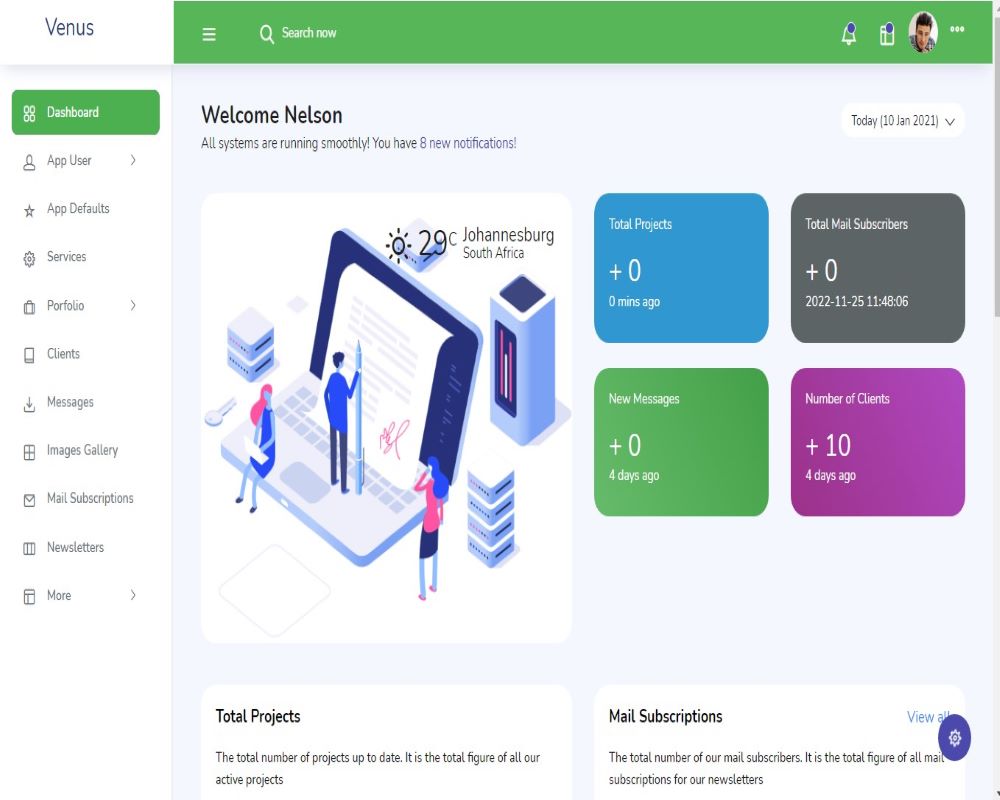 Venus
Search now
Dashboard
App User
App Defaults
Services
Porfolio
Clients
Messages
Images Gallery
Mail Subscriptions
Newsletters
More
Welcome Nelson
All systems are running smoothly! You have 8 new notifications!
Today (10 Jan 2021)
29C Johannesburg
South Africa
Total Projects
+ 0
0 mins ago
Total Mail Subscribers
+ 0
2022-11-25 11:48:06
New Messages
+ 0
4 days ago
Number of Clients
+ 10
4 days ago
Total Projects
The total number of projects up to date. It is the total figure of all our
active projects
Mail Subscriptions
View all
The total number of our mail subscribers. It is the total figure of all mail
subscriptions for our newsletters